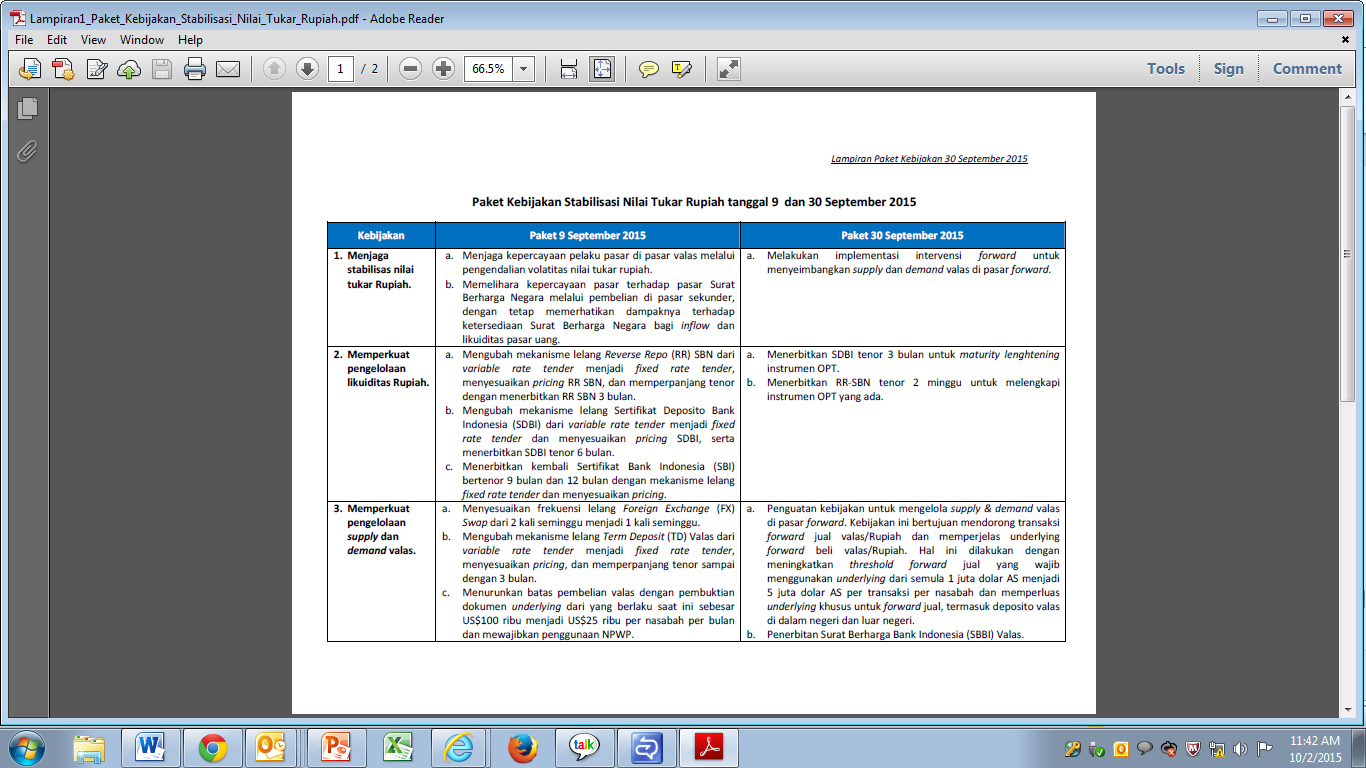 Lampiran1_Paket_Kebijakan_Stabilisasi_Nilai_Tukar_Rupiah.pdf - Adobe Reader
File Edit View Window Help
1 / 2 66.5% Tools Sign Comment
Lampiran Paket Kebijakan 30 September 2015
Paket Kebijakan Stabilisasi Nilai Tukar Rupiah tanggal 9 dan 30 September 2015
Kebijakan
Paket 9 September 2015
Paket 30 September 2015
1. Menjaga
stabilisas nilai
tukar Rupiah.
a. Menjaga kepercayaan pelaku pasar di pasar valas melalui
pengendalian volatitas nilai tukar rupiah.
b. Memelihara kepercayaan pasar terhadap pasar Surat
Berharga Negara melalui pembelian di pasar sekunder,
dengan tetap memerhatikan dampaknya terhadap
ketersediaan Surat Berharga Negara bagi inflow dan
likuiditas pasar uang.
a. Melakukan implementasi intervensi forward untuk
menyeimbangkan supply dan demand valas di pasar forward.
2. Memperkuat
pengelolaan
likuiditas Rupiah.
a. Mengubah mekanisme lelang Reverse Repo (RR) SBN dari
variable rate tender menjadi fixed rate tender,
menyesuaikan pricing RR SBN, dan memperpanjang tenor
dengan menerbitkan RR SBN 3 bulan.
b. Mengubah mekanisme lelang Sertifikat Deposito Bank
Indonesia (SDBI) dari variable rate tender menjadi fixed
rate tender dan menyesuaikan pricing SDBI, serta
menerbitkan SDBI tenor 6 bulan.
c. Menerbitkan kembali Sertifikat Bank Indonesia (SBI)
bertenor 9 bulan dan 12 bulan dengan mekanisme lelang
fixed rate tender dan menyesuaikan pricing.
a. Menerbitkan SDBI tenor 3 bulan untuk maturity lenghtening
instrumen OPT.
b. Menerbitkan RR-SBN tenor 2 minggu untuk melengkapi
instrumen OPT yang ada.
3. Memperkuat
pengelolaan
supply dan
demand valas.
a. Menyesuaikan frekuensi lelang Foreign Exchange (FX)
Swap dari 2 kali seminggu menjadi 1 kali seminggu.
b. Mengubah mekanisme lelang Term Deposit (TD) Valas dari
variable rate tender menjadi fixed rate tender,
menyesuaikan pricing, dan memperpanjang tenor sampai
dengan 3 bulan.
c. Menurunkan batas pembelian valas dengan pembuktian
dokumen underlying dari yang berlaku saat ini sebesar
US$100 ribu menjadi US$25 ribu per nasabah per bulan
dan mewajibkan penggunaan NPWP.
a. Penguatan kebijakan untuk mengelola supply & demand valas
di pasar forward. Kebijakan ini bertujuan mendorong transaksi
forward jual valas/Rupiah dan memperjelas underlying
forward beli valas/Rupiah. Hal ini dilakukan dengan
meningkatkan threshold forward jual yang wajib
menggunakan underlying dari semula 1 juta dolar AS menjadi
5 juta dolar AS per transaksi per nasabah dan memperluas
underlying khusus untuk forward jual, termasuk deposito valas
di dalam negeri dan luar negeri.
b. Penerbitan Surat Berharga Bank Indonesia (SBBI) Valas.
talk
11:42 AM
10/2/2015